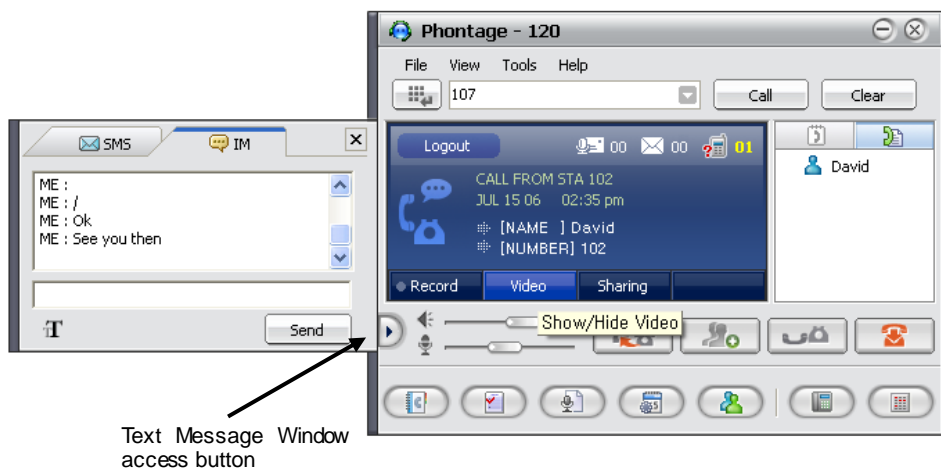 Phontage - 120
File View Tools Help
107
Call
Clear
SMS
IM
ME :
ME : /
ME : Ok
ME : See you then
Send
Logout
00
00
01
CALL FROM STA 102
JUL 15 06 02:35 pm
[NAME ] David
[NUMBER] 102
Record
Video
Sharing
David
Show/Hide Video
Text Message Window
access button